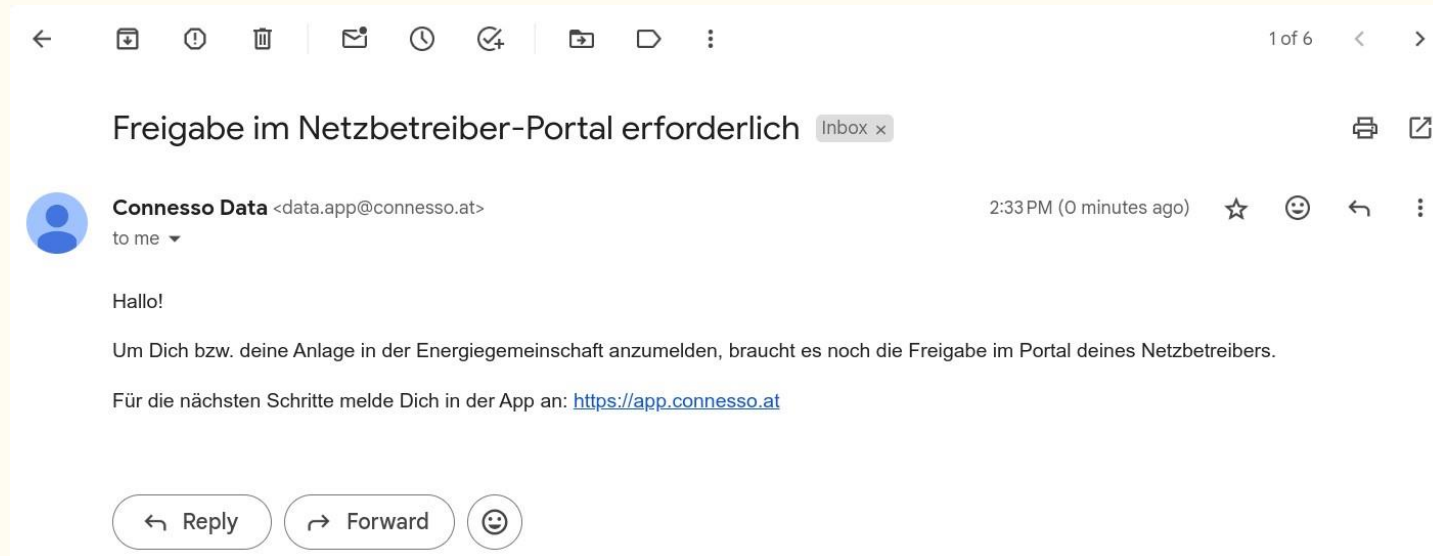 1 of 6
Freigabe im Netzbetreiber-Portal erforderlich Inbox ×
Connesso Data <data.app@connesso.at> 2:33 PM (0 minutes ago)
to me
Hallo!
Um Dich bzw. deine Anlage in der Energiegemeinschaft anzumelden, braucht es noch die Freigabe im Portal deines Netzbetreibers.
Für die nächsten Schritte melde Dich in der App an: https://app.connesso.at
Reply Forward